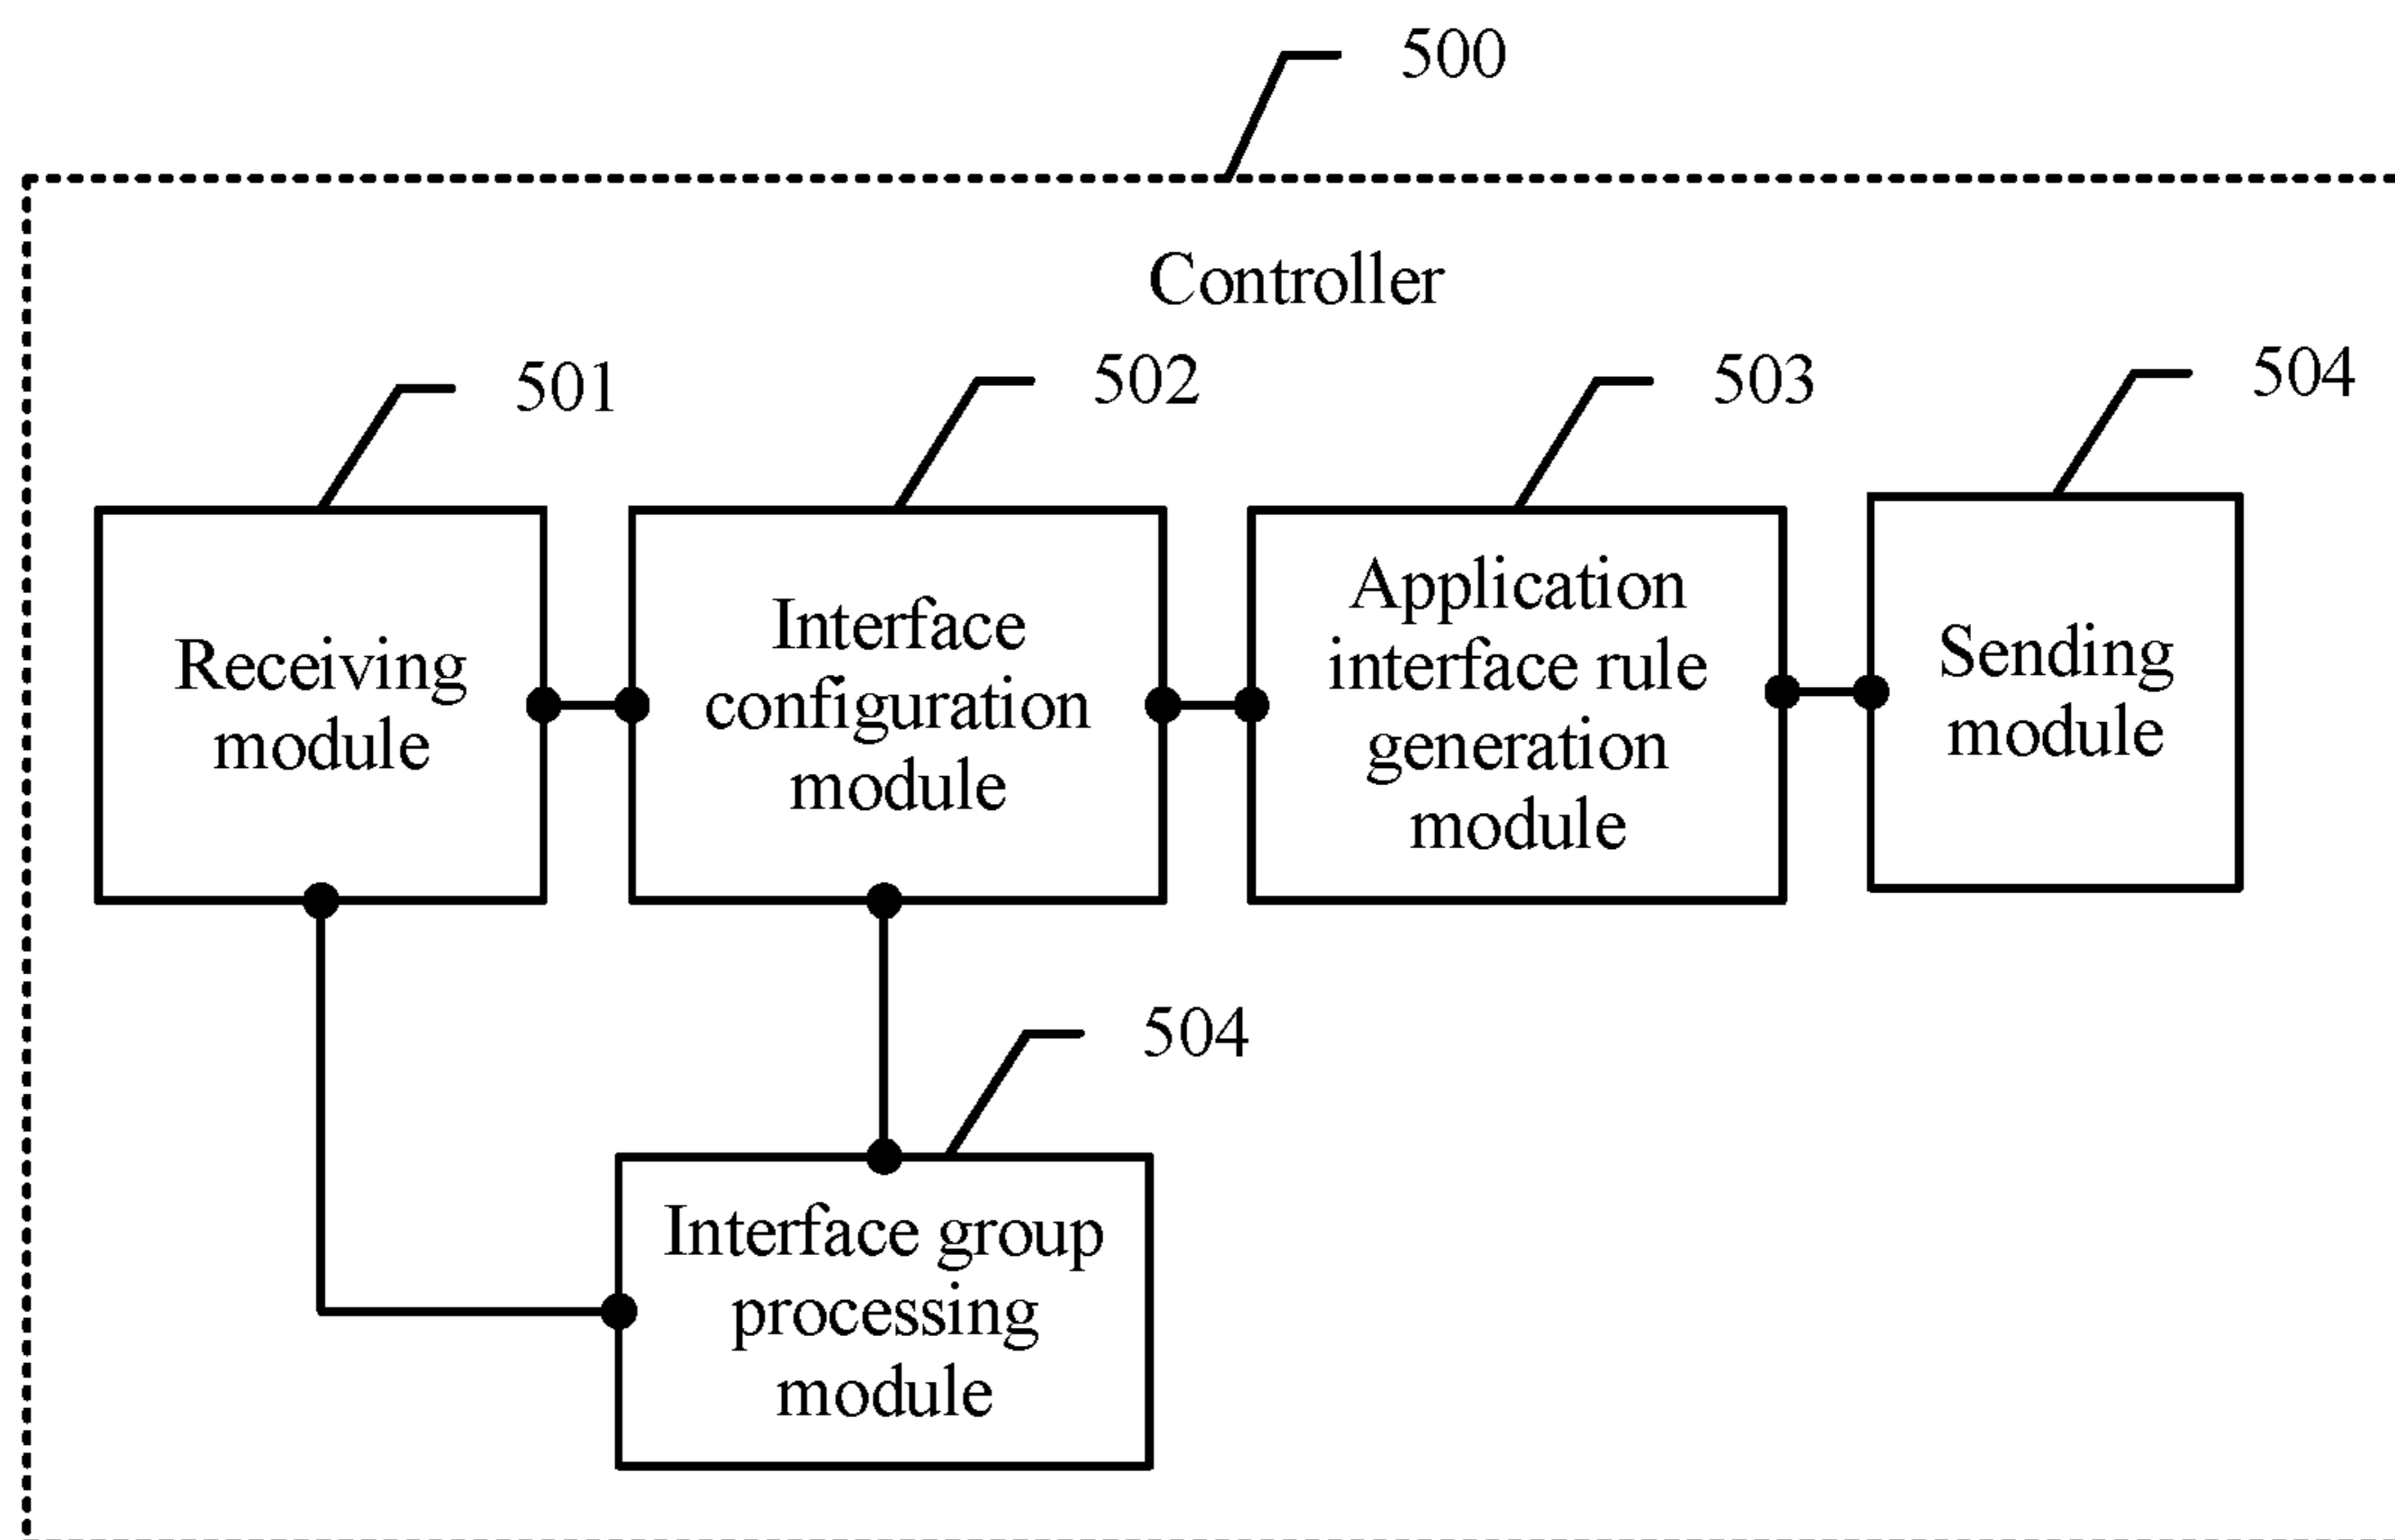 500
Controller
501
502
503
504
Receiving
module
Interface
configuration
module
Application
interface rule
generation
module
Sending
module
504
Interface group
processing
module